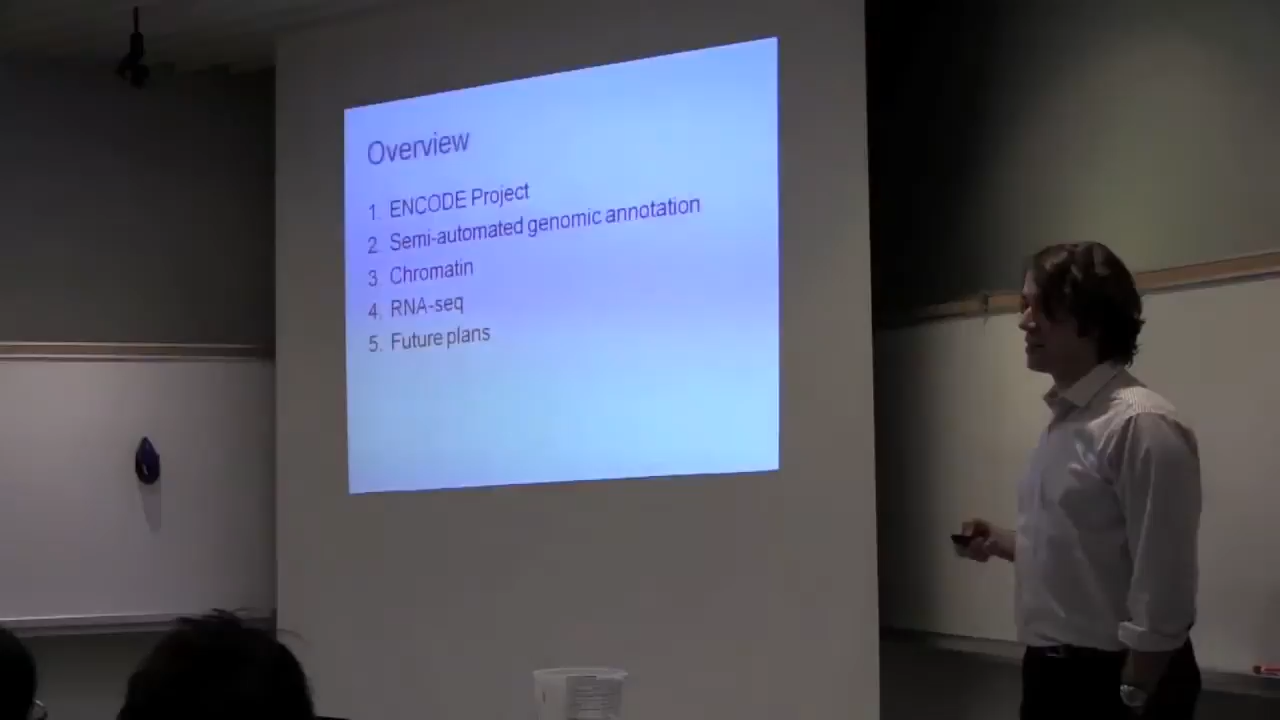 Overview
1. ENCODE Project
2. Semi-automated genomic annotation
3. Chromatin
4. RNA-seq
5. Future plans